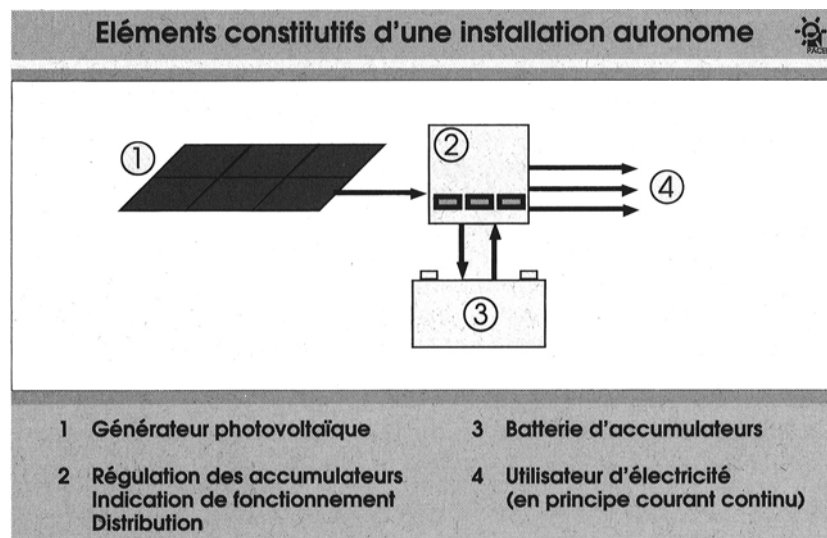 Eléments constitutifs d'une installation autonome
PACER
1
2
4
3
1 Générateur photovoltaïque
2 Régulation des accumulateurs
Indication de fonctionnement
Distribution
3 Batterie d'accumulateurs
4 Utilisateur d'électricité
(en principe courant continu)